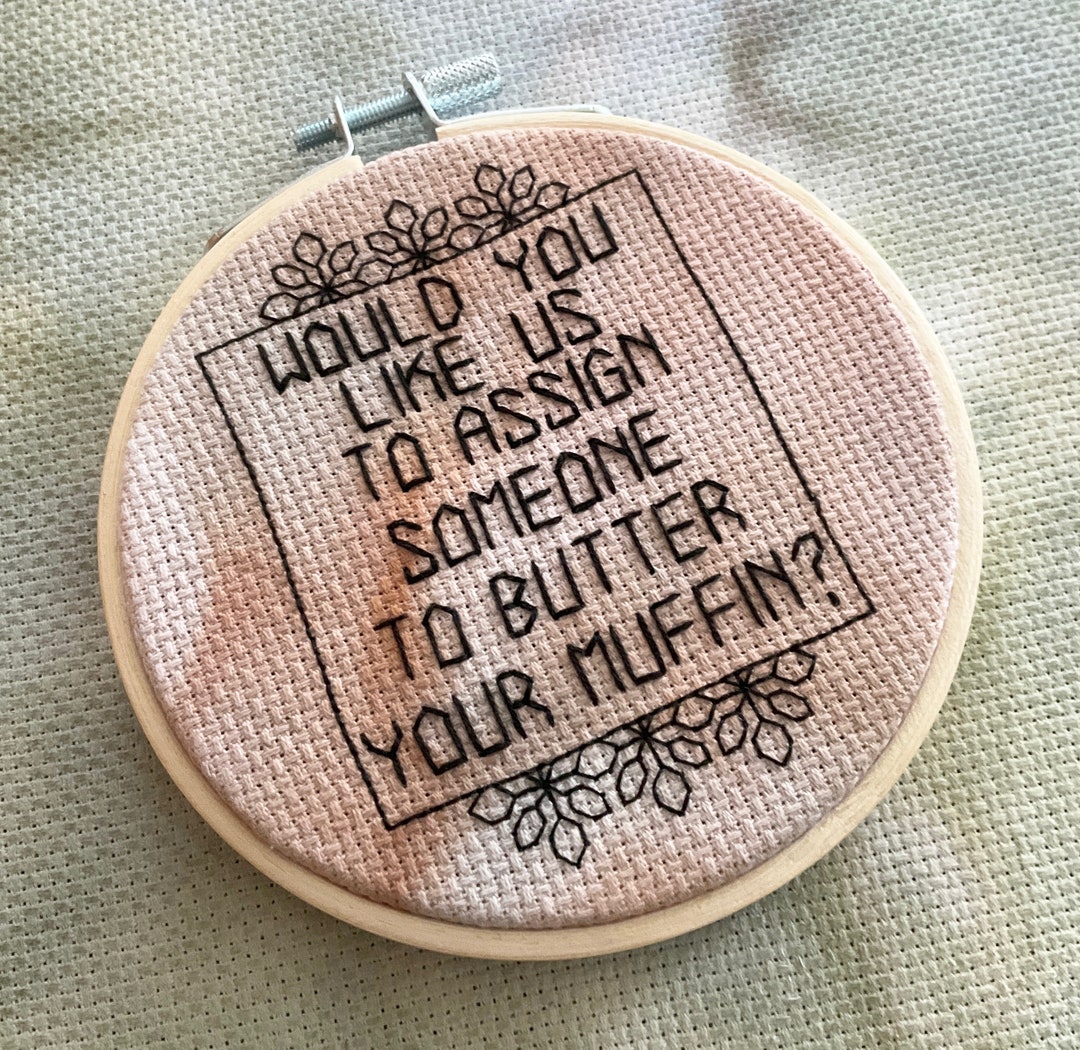 WOULD YOU
LIKE US
TO ASSIGN
SOMEONE
TO BUTTER
YOUR MUFFIN?